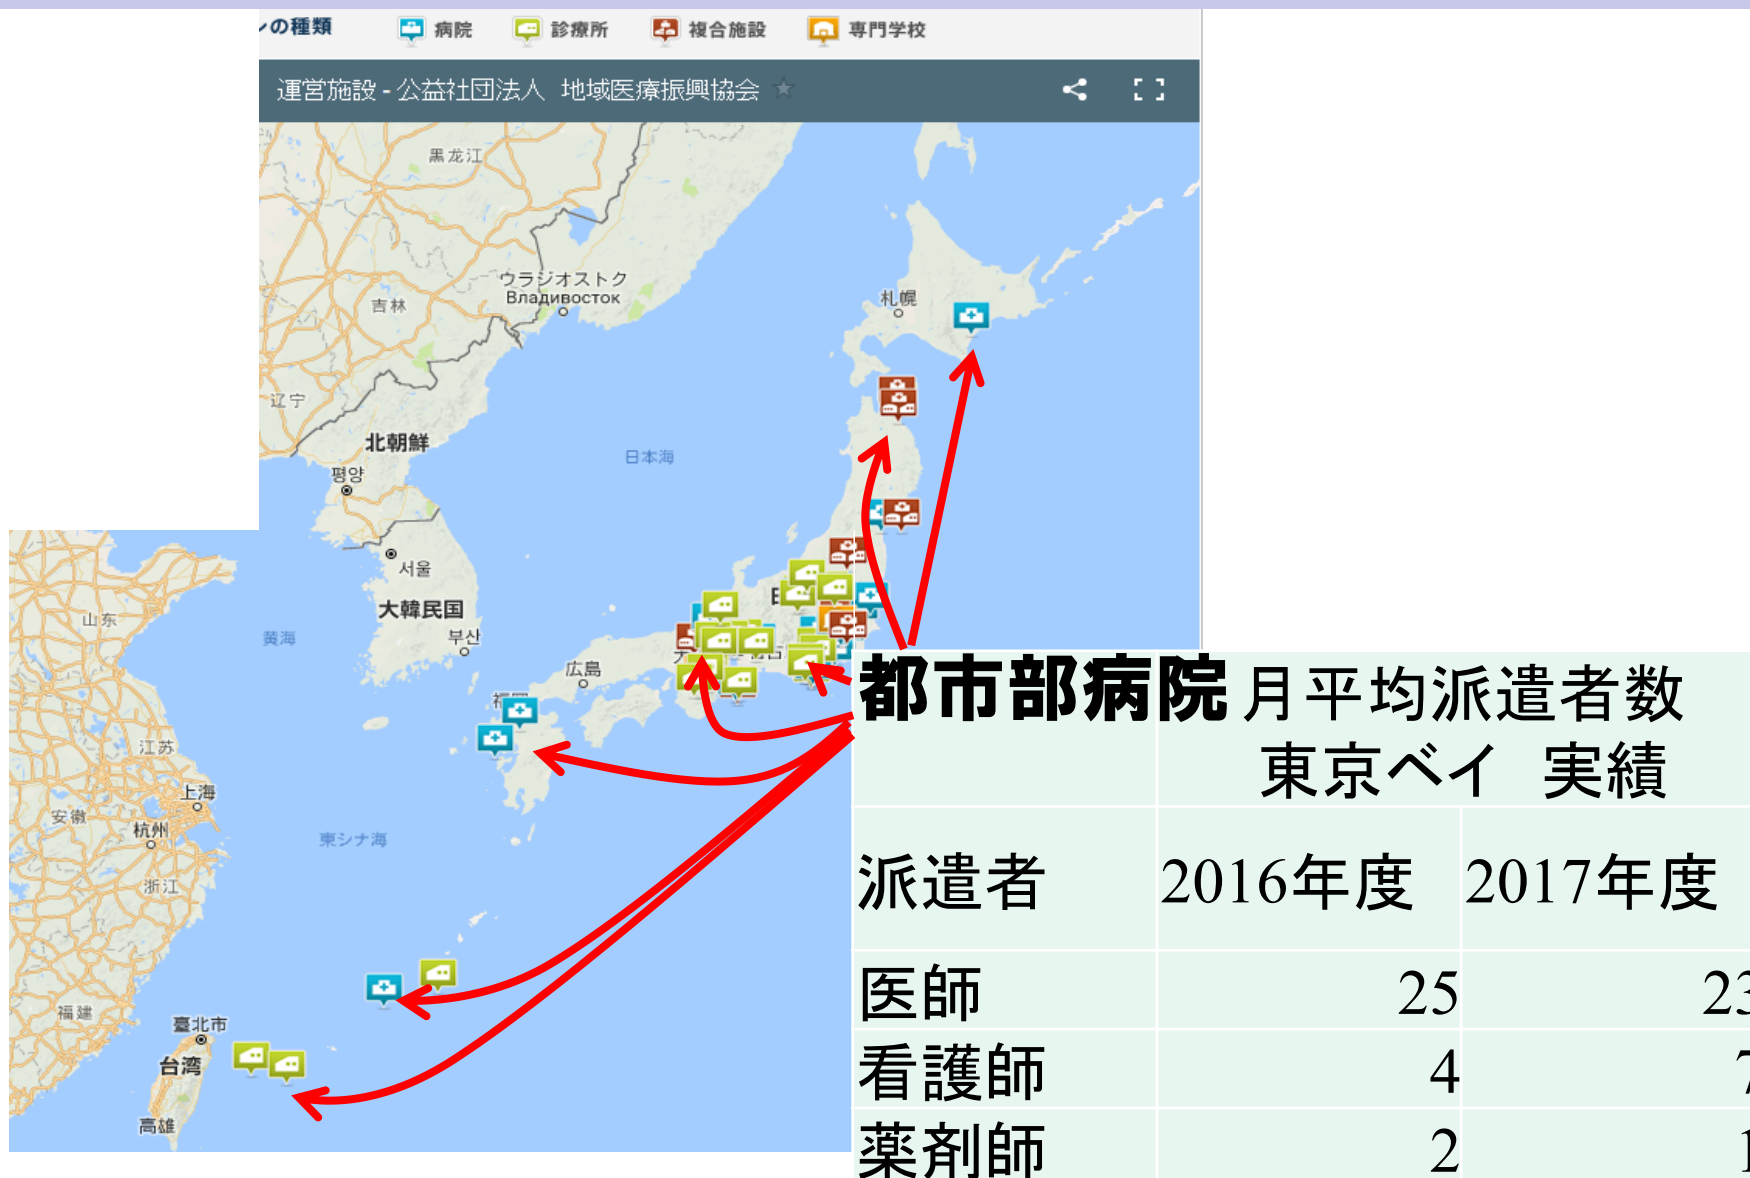 ンの種類 病院 診療所 複合施設 専門学校
運営施設 - 公益社団法人 地域医療振興協会
黑龙江
ウラジオストク
Владивосток
吉林
札幌
辽宁
北朝鮮
평양
日本海
서울
大韓民国
부산
山东
黄海
広島
江苏
上海
安徽
杭州
東シナ海
浙江
福建
臺北市
台湾
高雄
都市部病院 月平均派遣者数
東京ベイ 実績
派遣者 2016年度 2017年度
医師 25 23
看護師 4 7
薬剤師 2 1